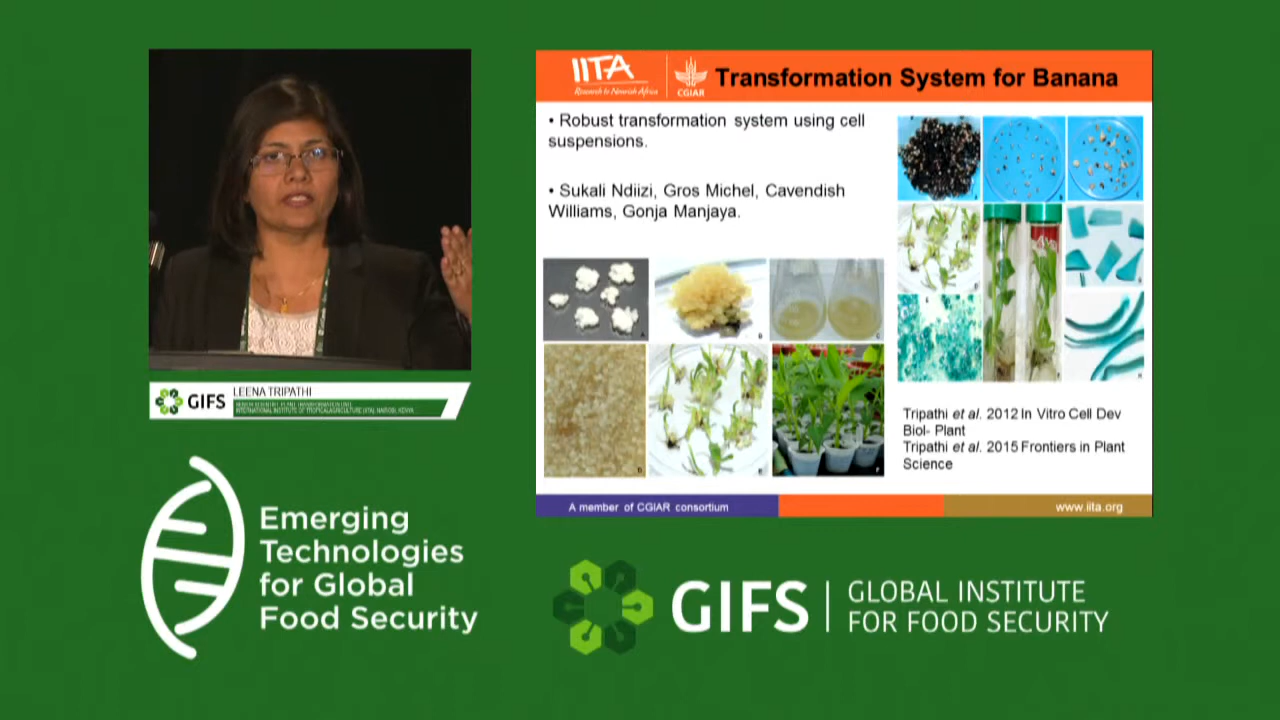 IITA
Research to Nourish Africa
CGIAR
Transformation System for Banana
• Robust transformation system using cell
suspensions.
• Sukali Ndiizi, Gros Michel, Cavendish
Williams, Gonja Manjaya.
Tripathi et al. 2012 In Vitro Cell Dev
Biol- Plant
Tripathi et al. 2015 Frontiers in Plant
Science
A member of CGIAR consortium
www.iita.org
GIFS
LEENA TRIPATHI
INTERNATIONAL INSTITUTE OF TROPICAL AGRICULTURE (IITA), NAIROBI, KENYA
Emerging
Technologies
for Global
Food Security
GIFS
GLOBAL INSTITUTE
FOR FOOD SECURITY